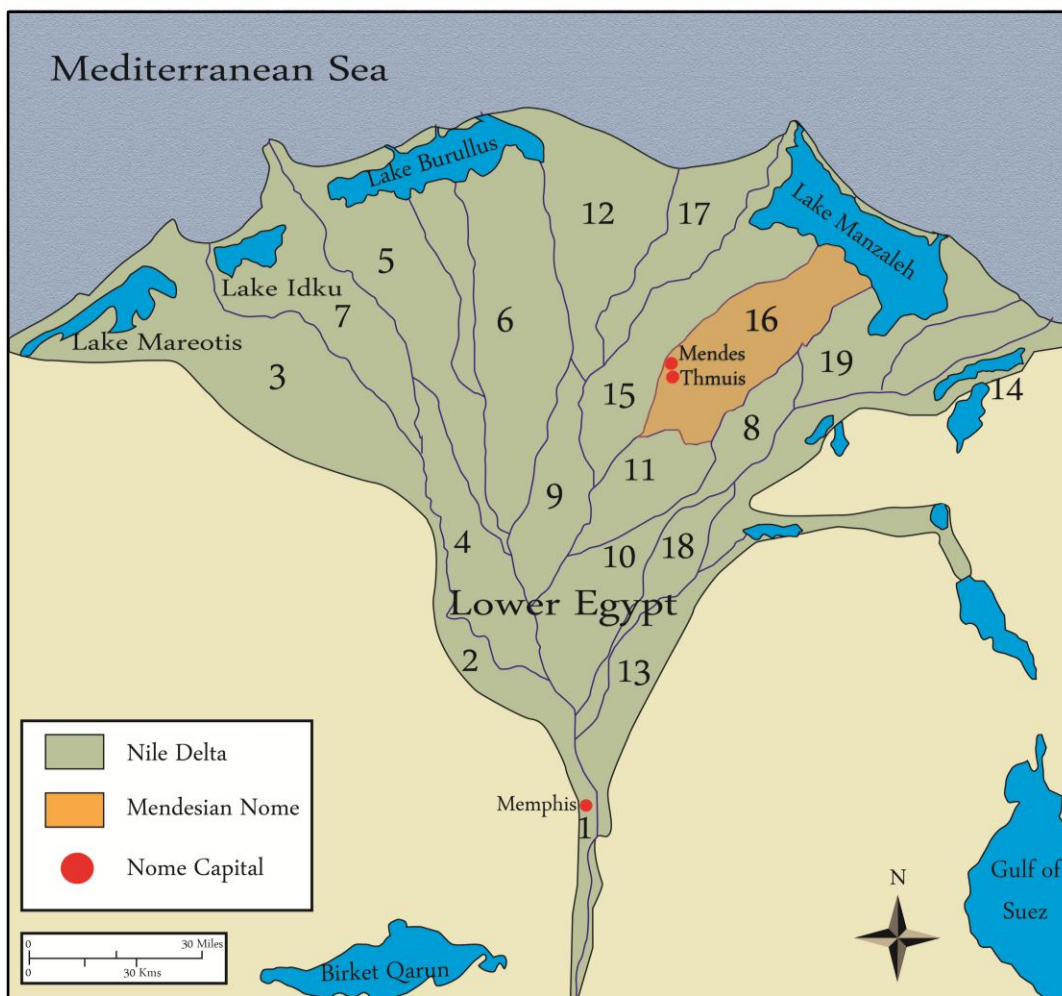 Mediterranean Sea
Lake Burullus
12
17
Lake Manzaleh
5
Lake Idku
7
6
16
Lake Mareotis
Mendes
3
Thmuis
19
15
14
8
11
9
4
10
18
Lower Egypt
2
13
Nile Delta
Mendesian Nome
Memphis
1
Nome Capital
N
Gulf of
Suez
0
30 Miles
0
30 Kms
Birket Qarun